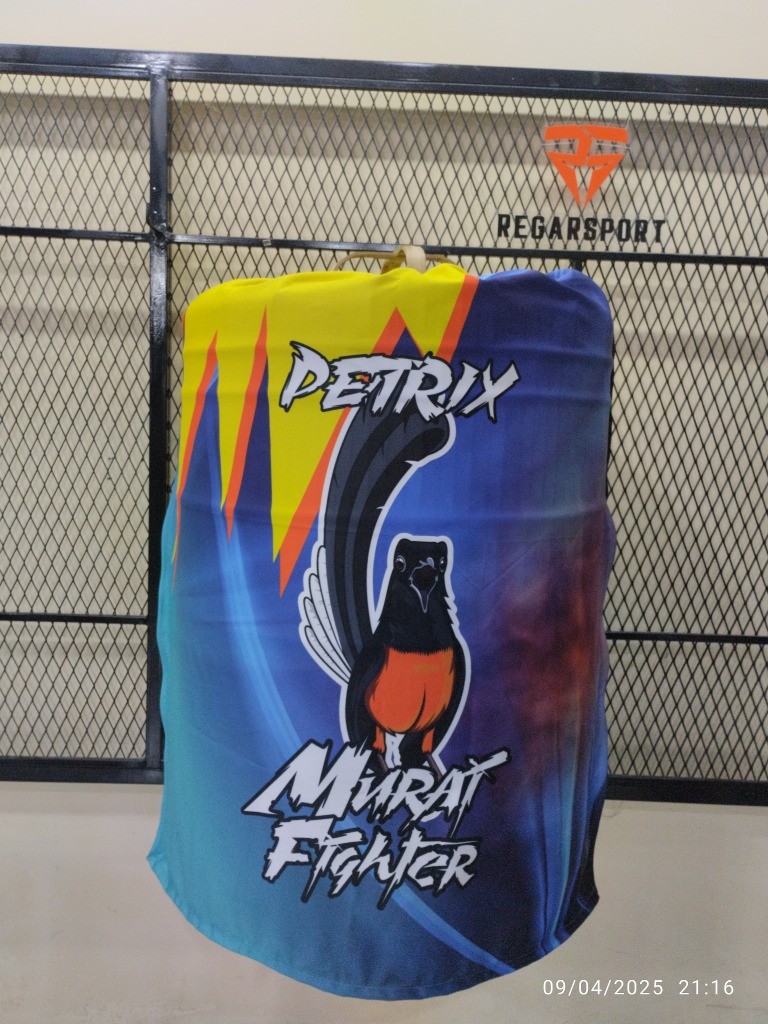 REGARSPORT
PETRIX
MURAI
FIGHTER
09/04/2025 21:16